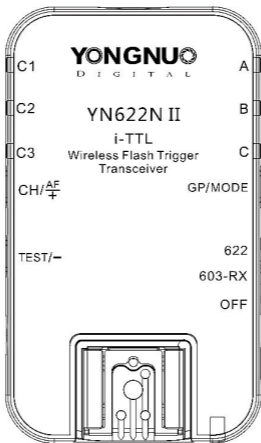 YONGNUO
DIGITAL
C1
A
C2
B
YN622N II
i-TTL
C3
C
Wireless Flash Trigger
Transceiver
CH/AF+
GP/MODE
TEST/−
622
603-RX
OFF